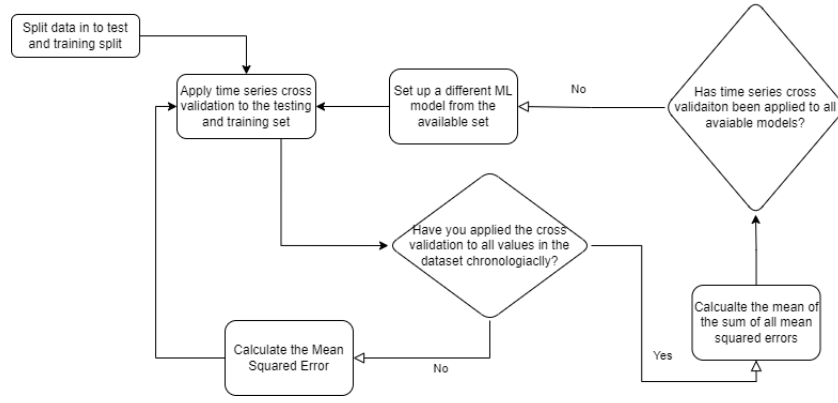 Split data in to test
and training split
Apply time series cross
validation to the testing
and training set
Set up a different ML
model from the
available set
No
Has time series cross
validaiton been applied to all
avaiable models?
Have you applied the cross
validation to all values in the
dataset chronologiaclly?
Calcualte the mean of
the sum of all mean
squared errors
Calculate the Mean
Squared Error
No
Yes